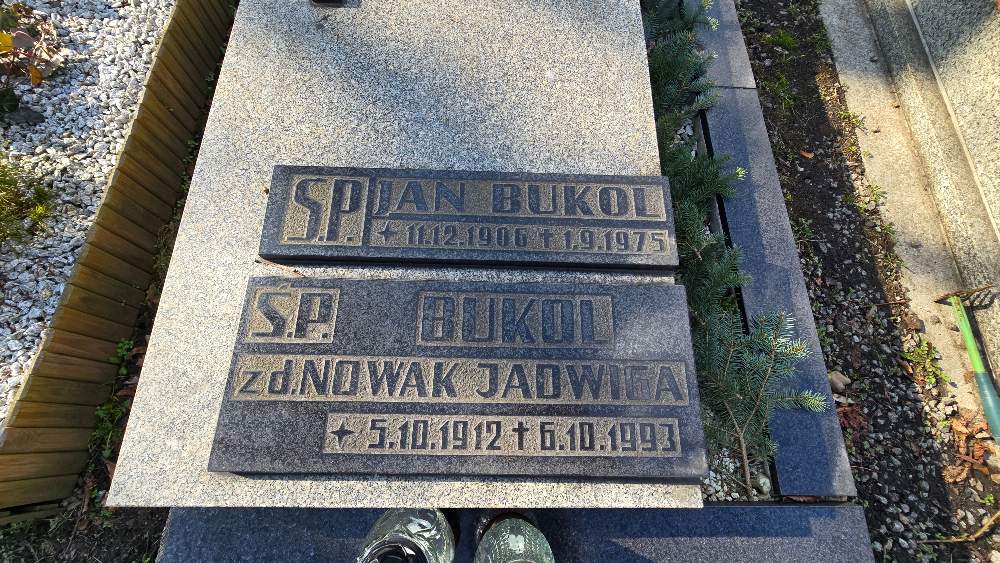 Ś.P. JAN BUKOL
✦ 11.12.1906 ✝ 1.9.1975
Ś.P. BUKOL
zd. NOWAK JADWIGA
✦ 5.10.1912 ✝ 6.10.1993